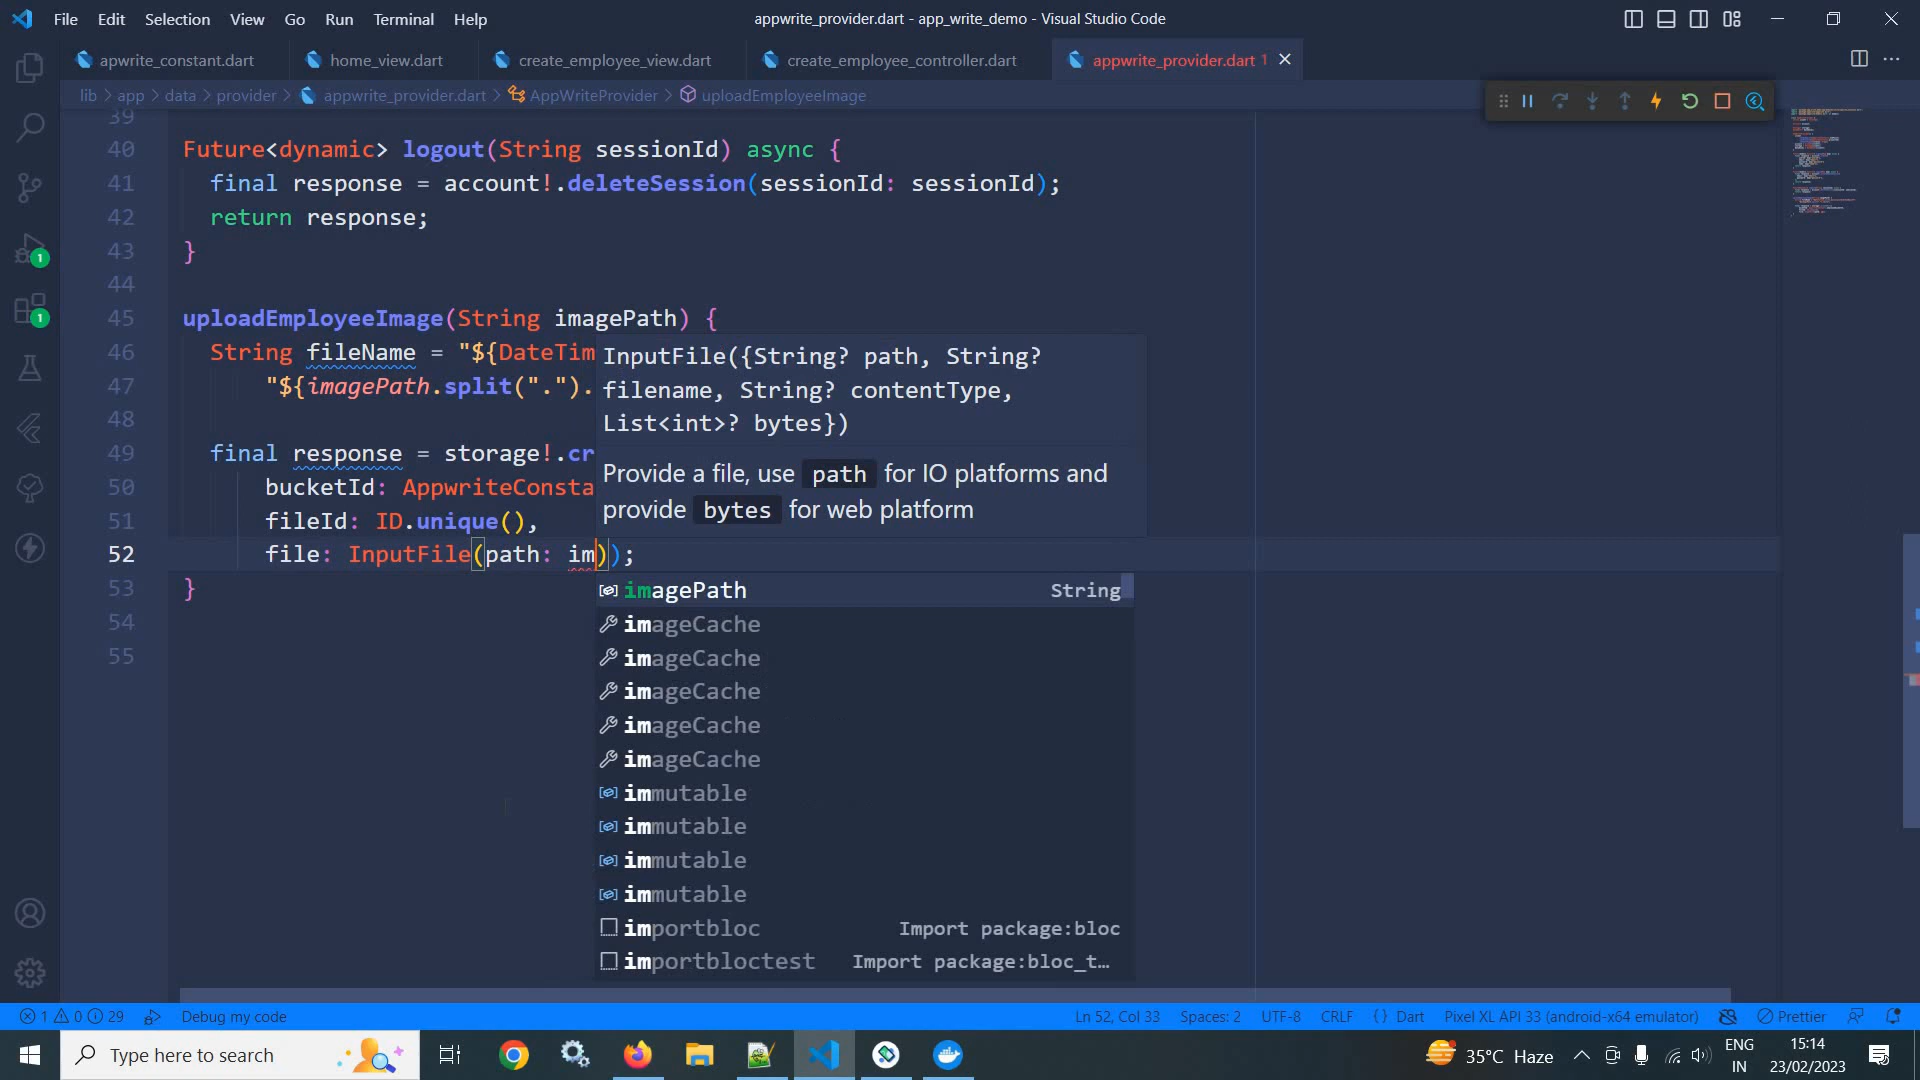 File Edit Selection View Go Run Terminal Help
appwrite_provider.dart - app_write_demo - Visual Studio Code
apwrite_constant.dart home_view.dart create_employee_view.dart create_employee_controller.dart appwrite_provider.dart 1
lib > app > data > provider > appwrite_provider.dart > AppWriteProvider > uploadEmployeeImage
39
40 Future<dynamic> logout(String sessionId) async {
41 final response = account!.deleteSession(sessionId: sessionId);
42 return response;
43 }
44
45 uploadEmployeeImage(String imagePath) {
46 String fileName = "${DateTim
47 "${imagePath.split(".").
48
49 final response = storage!.cr
50 bucketId: AppwriteConsta
51 fileId: ID.unique(),
52 file: InputFile(path: im));
53 }
54
55
InputFile({String? path, String?
filename, String? contentType,
List<int>? bytes})
Provide a file, use path for IO platforms and
provide bytes for web platform
imagePath String
imageCache
imageCache
imageCache
imageCache
imageCache
immutable
immutable
immutable
immutable
importbloc Import package:bloc
importbloctest Import package:bloc_t...
1 0 29 Debug my code
Ln 52, Col 33 Spaces: 2 UTF-8 CRLF {} Dart Pixel XL API 33 (android-x64 emulator) Prettier
Type here to search
35°C Haze
ENG
IN
15:14
23/02/2023